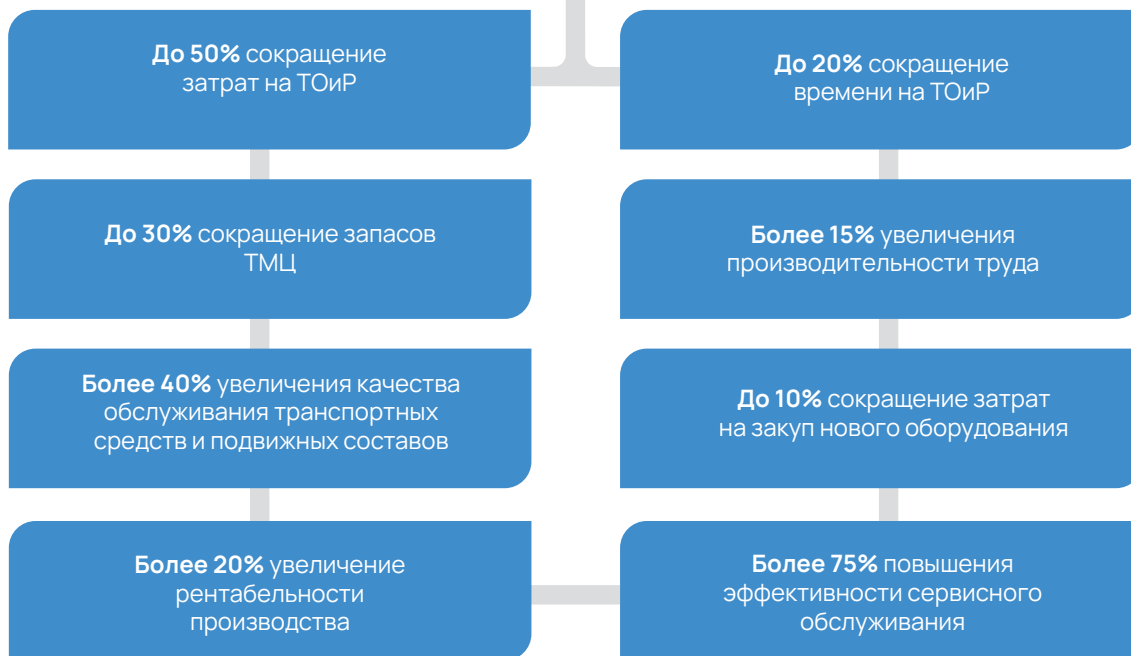 До 50% сокращение
затрат на ТОиР
До 20% сокращение
времени на ТОиР
До 30% сокращение запасов
ТМЦ
Более 15% увеличения
производительности труда
Более 40% увеличения качества
обслуживания транспортных
средств и подвижных составов
До 10% сокращение затрат
на закуп нового оборудования
Более 20% увеличение
рентабельности
производства
Более 75% повышения
эффективности сервисного
обслуживания